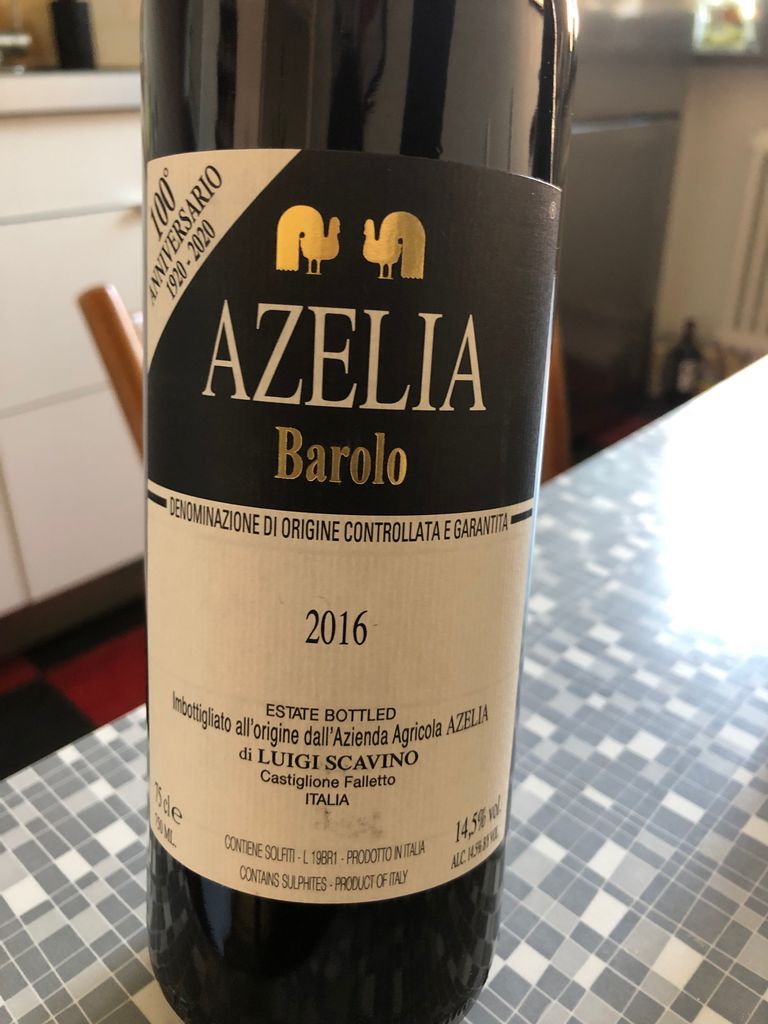 100°
ANNIVERSARIO
1920 - 2020
AZELIA
Barolo
DENOMINAZIONE DI ORIGINE CONTROLLATA E GARANTITA
2016
ESTATE BOTTLED
Imbottigliato all'origine dall'Azienda Agricola AZELIA
di LUIGI SCAVINO
Castiglione Falletto
ITALIA
75 cl e
750 ML.
14,5% vol.
ALC. 14.5% BY VOL.
CONTIENE SOLFITI - L 19BR1 - PRODOTTO IN ITALIA
CONTAINS SULPHITES - PRODUCT OF ITALY